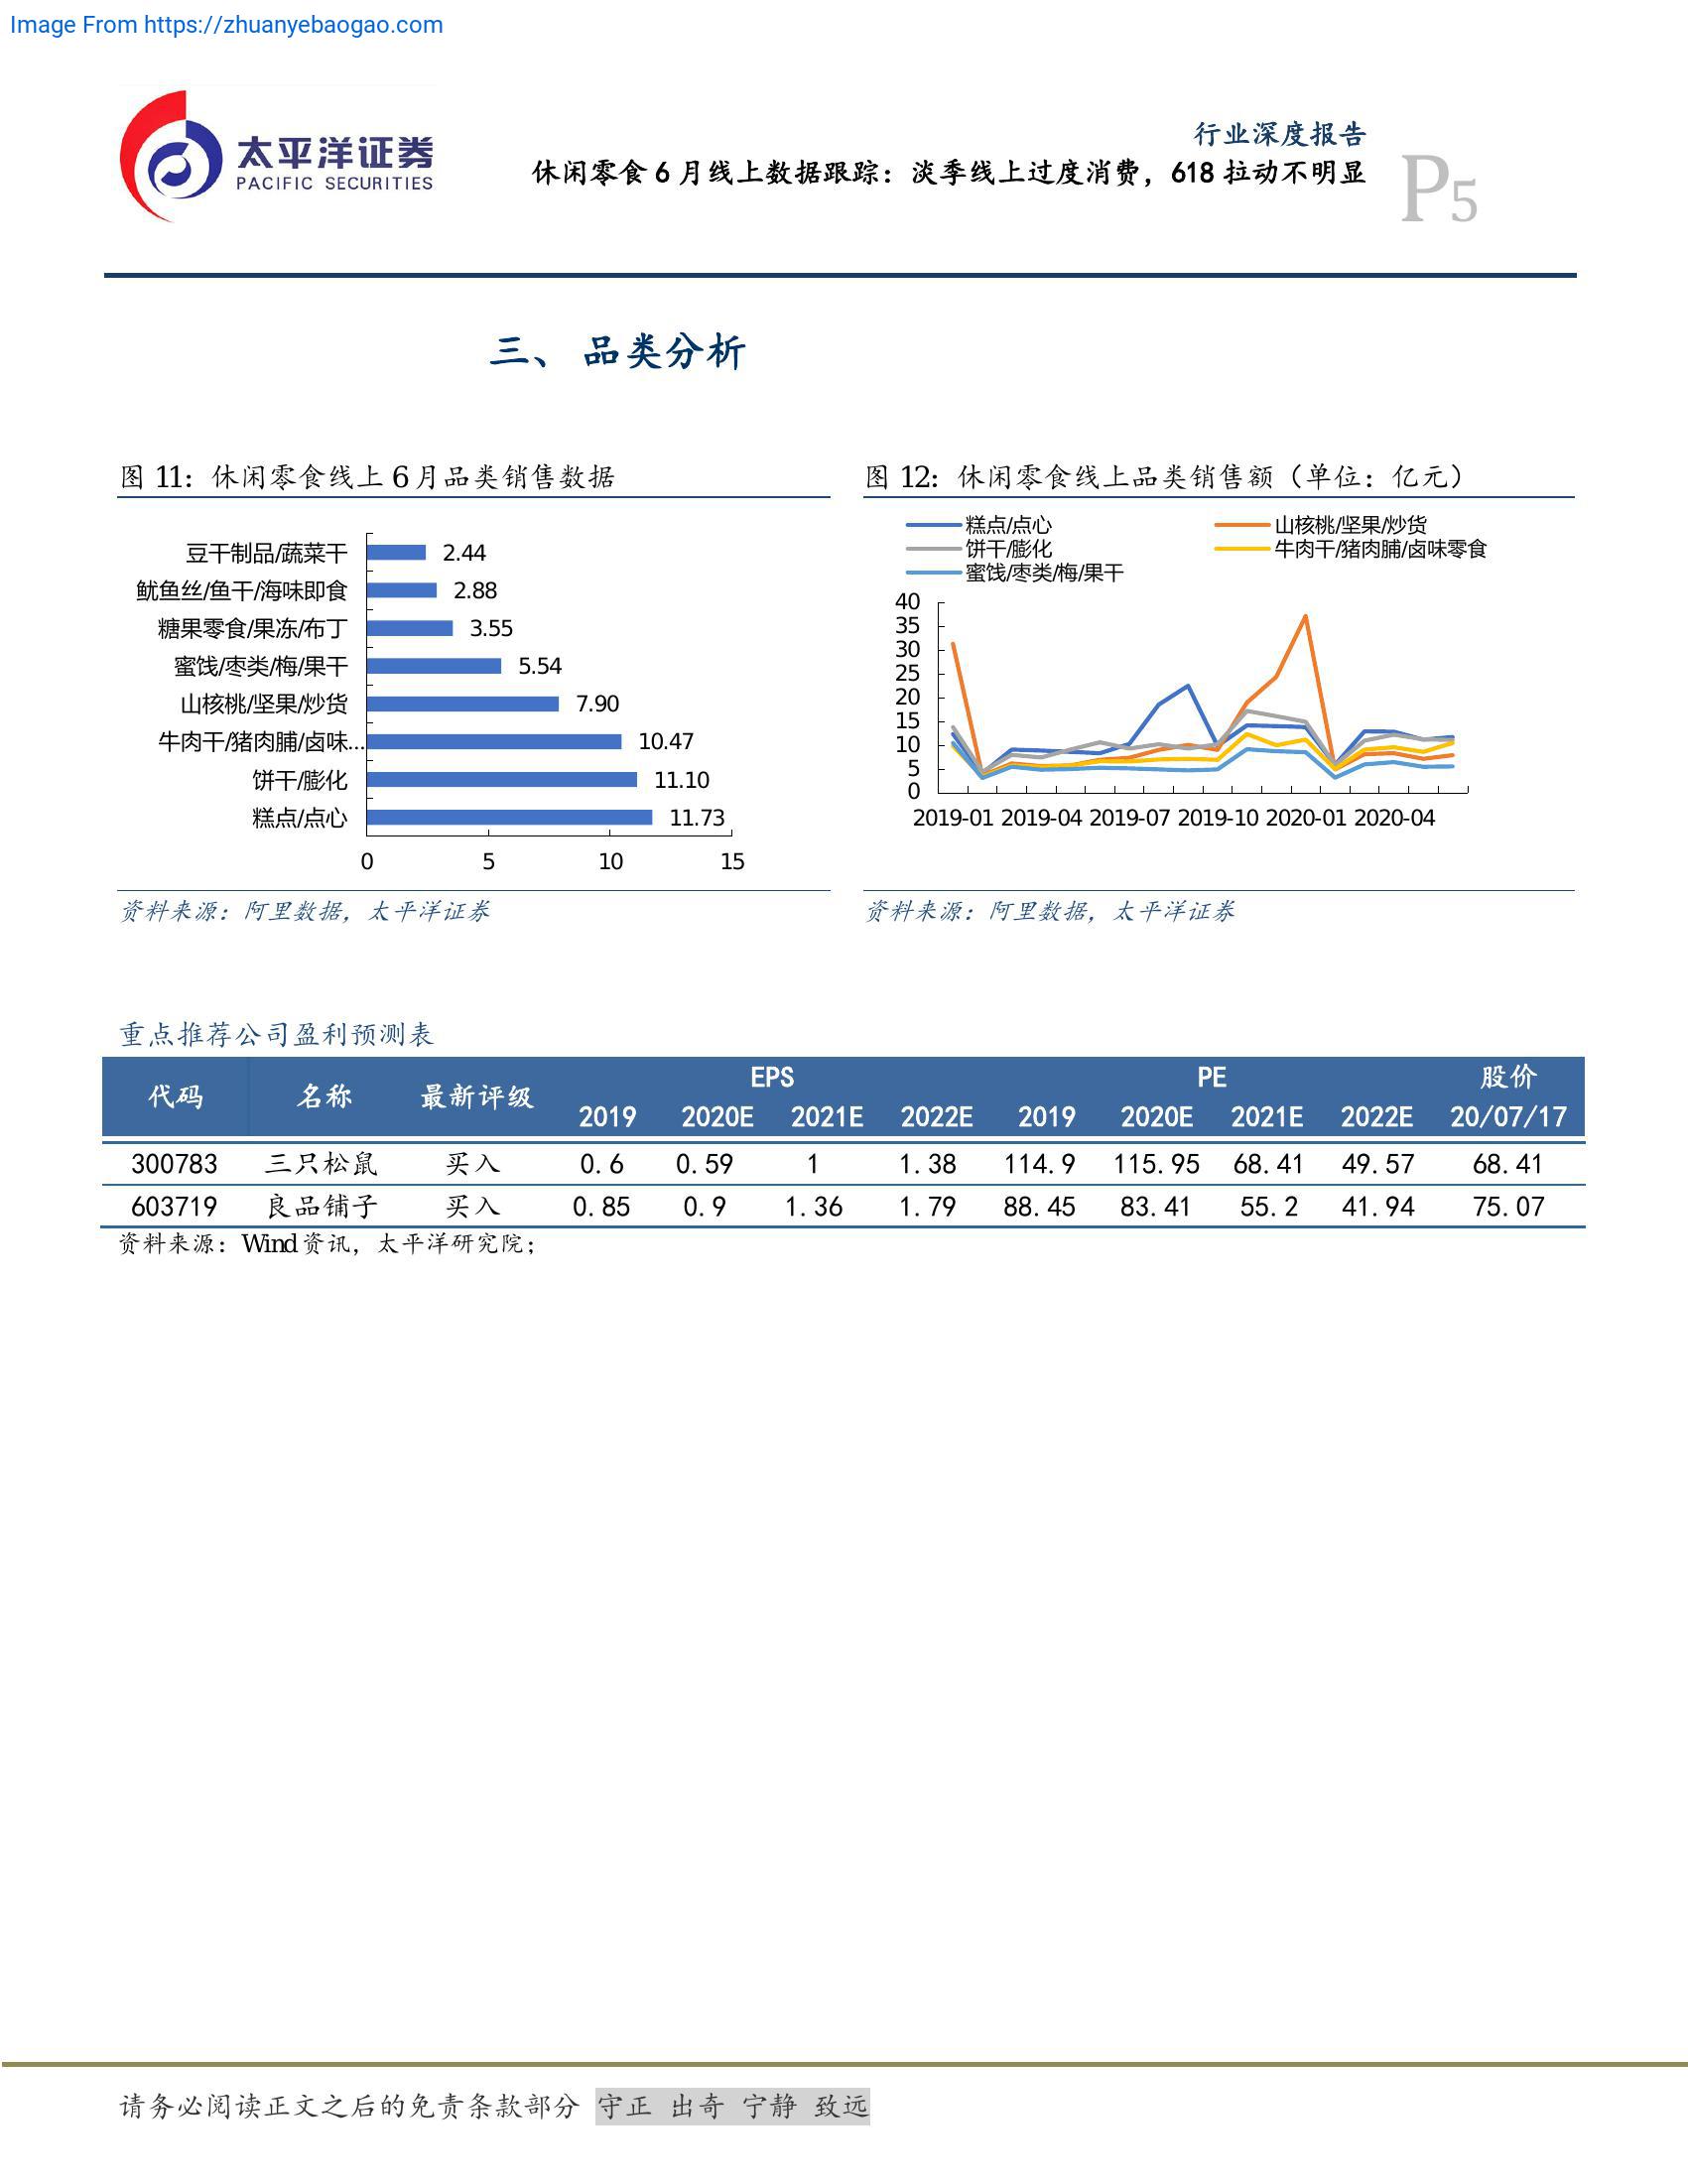 Image From https://zhuanyebaogao.com
太平洋证券
PACIFIC SECURITIES
行业深度报告
休闲零食 6 月线上数据跟踪：淡季线上过度消费，618 拉动不明显
P5
三、 品类分析
图 11：休闲零食线上 6 月品类销售数据
豆干制品/蔬菜干 2.44
鱿鱼丝/鱼干/海味即食 2.88
糖果零食/果冻/布丁 3.55
蜜饯/枣类/梅/果干 5.54
山核桃/坚果/炒货 7.90
牛肉干/猪肉脯/卤味… 10.47
饼干/膨化 11.10
糕点/点心 11.73
0 5 10 15
资料来源：阿里数据，太平洋证券
图 12：休闲零食线上品类销售额（单位：亿元）
糕点/点心 山核桃/坚果/炒货
饼干/膨化 牛肉干/猪肉脯/卤味零食
蜜饯/枣类/梅/果干
40
35
30
25
20
15
10
5
0
2019-01 2019-04 2019-07 2019-10 2020-01 2020-04
资料来源：阿里数据，太平洋证券
重点推荐公司盈利预测表
代码 名称 最新评级 EPS PE 股价
2019 2020E 2021E 2022E 2019 2020E 2021E 2022E 20/07/17
300783 三只松鼠 买入 0.6 0.59 1 1.38 114.9 115.95 68.41 49.57 68.41
603719 良品铺子 买入 0.85 0.9 1.36 1.79 88.45 83.41 55.2 41.94 75.07
资料来源：Wind 资讯，太平洋研究院；
请务必阅读正文之后的免责条款部分 守正 出奇 宁静 致远